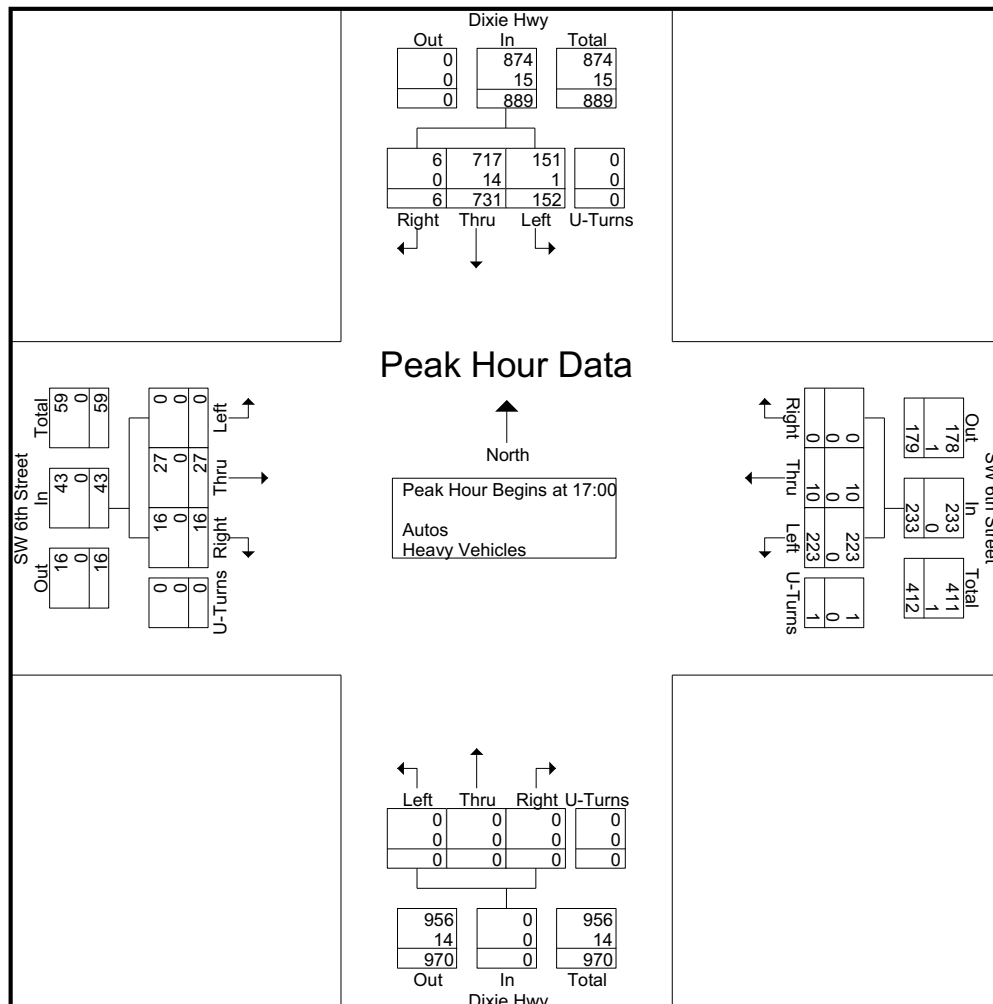 Dixie Hwy
Out In Total
0 874 874
0 15 15
0 889 889
6 717 151 0
0 14 1 0
6 731 152 0
Right Thru Left U-Turns
Peak Hour Data
North
Peak Hour Begins at 17:00
Autos
Heavy Vehicles
SW 6th Street
Total In Out
59 43 16
0 0 0
59 43 16
0 27 16 0
0 0 0 0
0 27 16 0
Left Thru Right U-Turns
SW 6th Street
Out In Total
178 233 411
1 0 1
179 233 412
0 10 223 1
0 0 0 0
0 10 223 1
Right Thru Left U-Turns
Left Thru Right U-Turns
0 0 0 0
0 0 0 0
0 0 0 0
956 0 956
14 0 14
970 0 970
Out In Total
Dixie Hwy